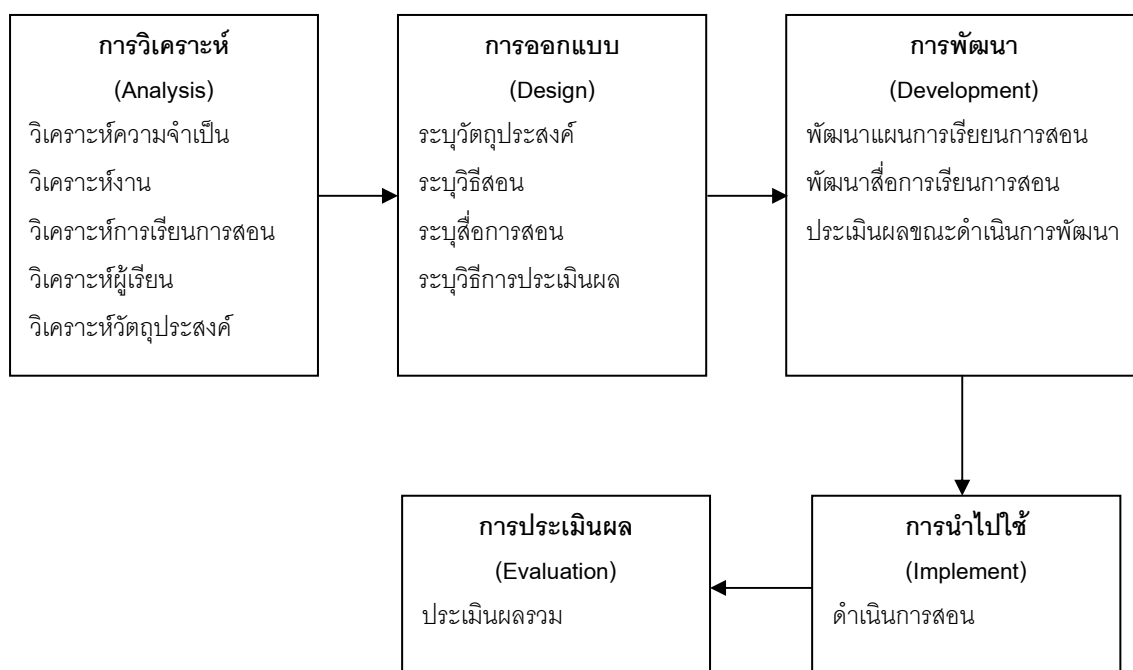 การวิเคราะห์
(Analysis)
วิเคราะห์ความจำเป็น
วิเคราะห์งาน
วิเคราะห์การเรียนการสอน
วิเคราะห์ผู้เรียน
วิเคราะห์วัตถุประสงค์
การออกแบบ
(Design)
ระบุวัตถุประสงค์
ระบุวิธีสอน
ระบุสื่อการสอน
ระบุวิธีการประเมินผล
การพัฒนา
(Development)
พัฒนาแผนการเรียยนการสอน
พัฒนาสื่อการเรียนการสอน
ประเมินผลขณะดำเนินการพัฒนา
การนำไปใช้
(Implement)
ดำเนินการสอน
การประเมินผล
(Evaluation)
ประเมินผลรวม